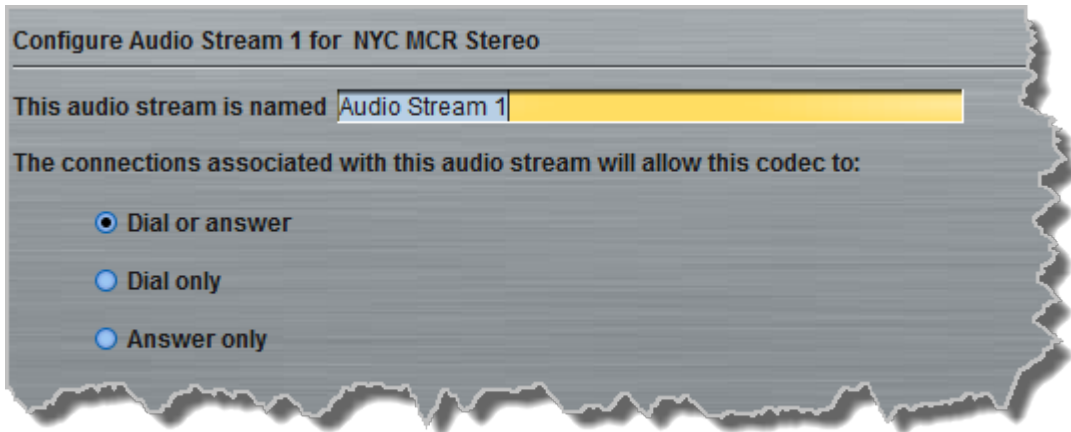 Configure Audio Stream 1 for NYC MCR Stereo
This audio stream is named Audio Stream 1
The connections associated with this audio stream will allow this codec to:
Dial or answer
Dial only
Answer only